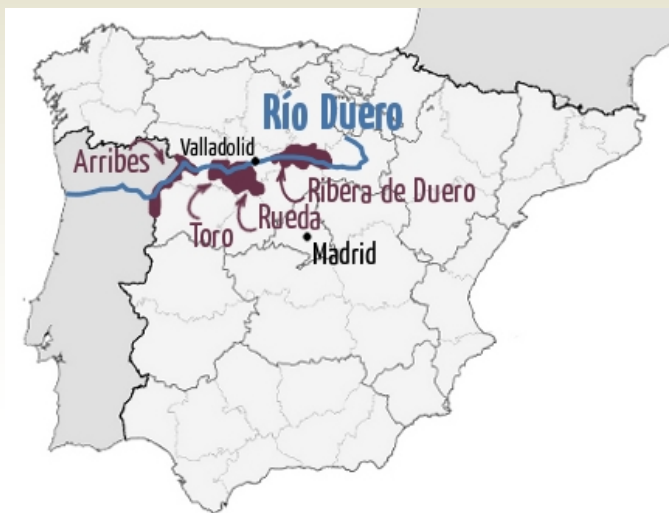 Río Duero
Valladolid
Arribes
Ribera de Duero
Rueda
Toro
Madrid